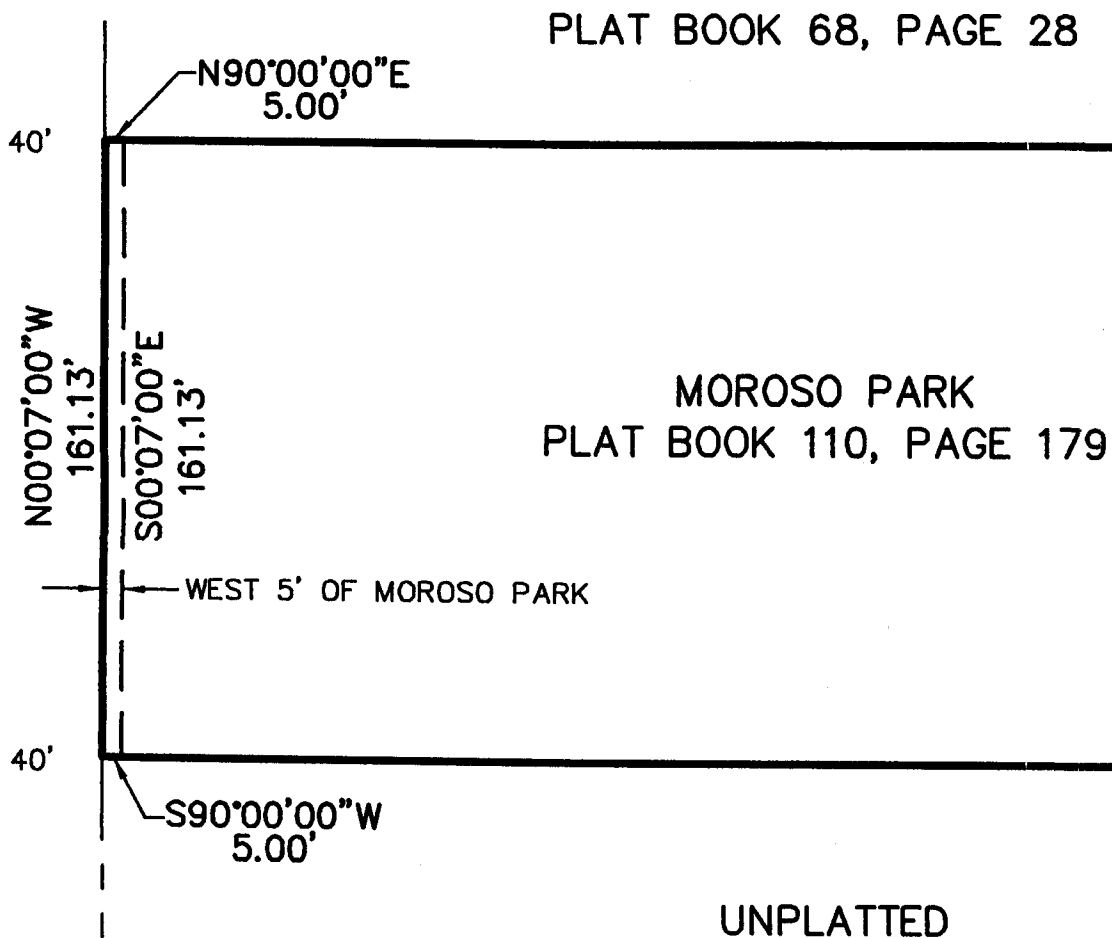 PLAT BOOK 68, PAGE 28
N90°00'00"E
5.00'
40'
N00°07'00"W
161.13'
S00°07'00"E
161.13'
MOROSO PARK
PLAT BOOK 110, PAGE 179
WEST 5' OF MOROSO PARK
40'
S90°00'00"W
5.00'
UNPLATTED